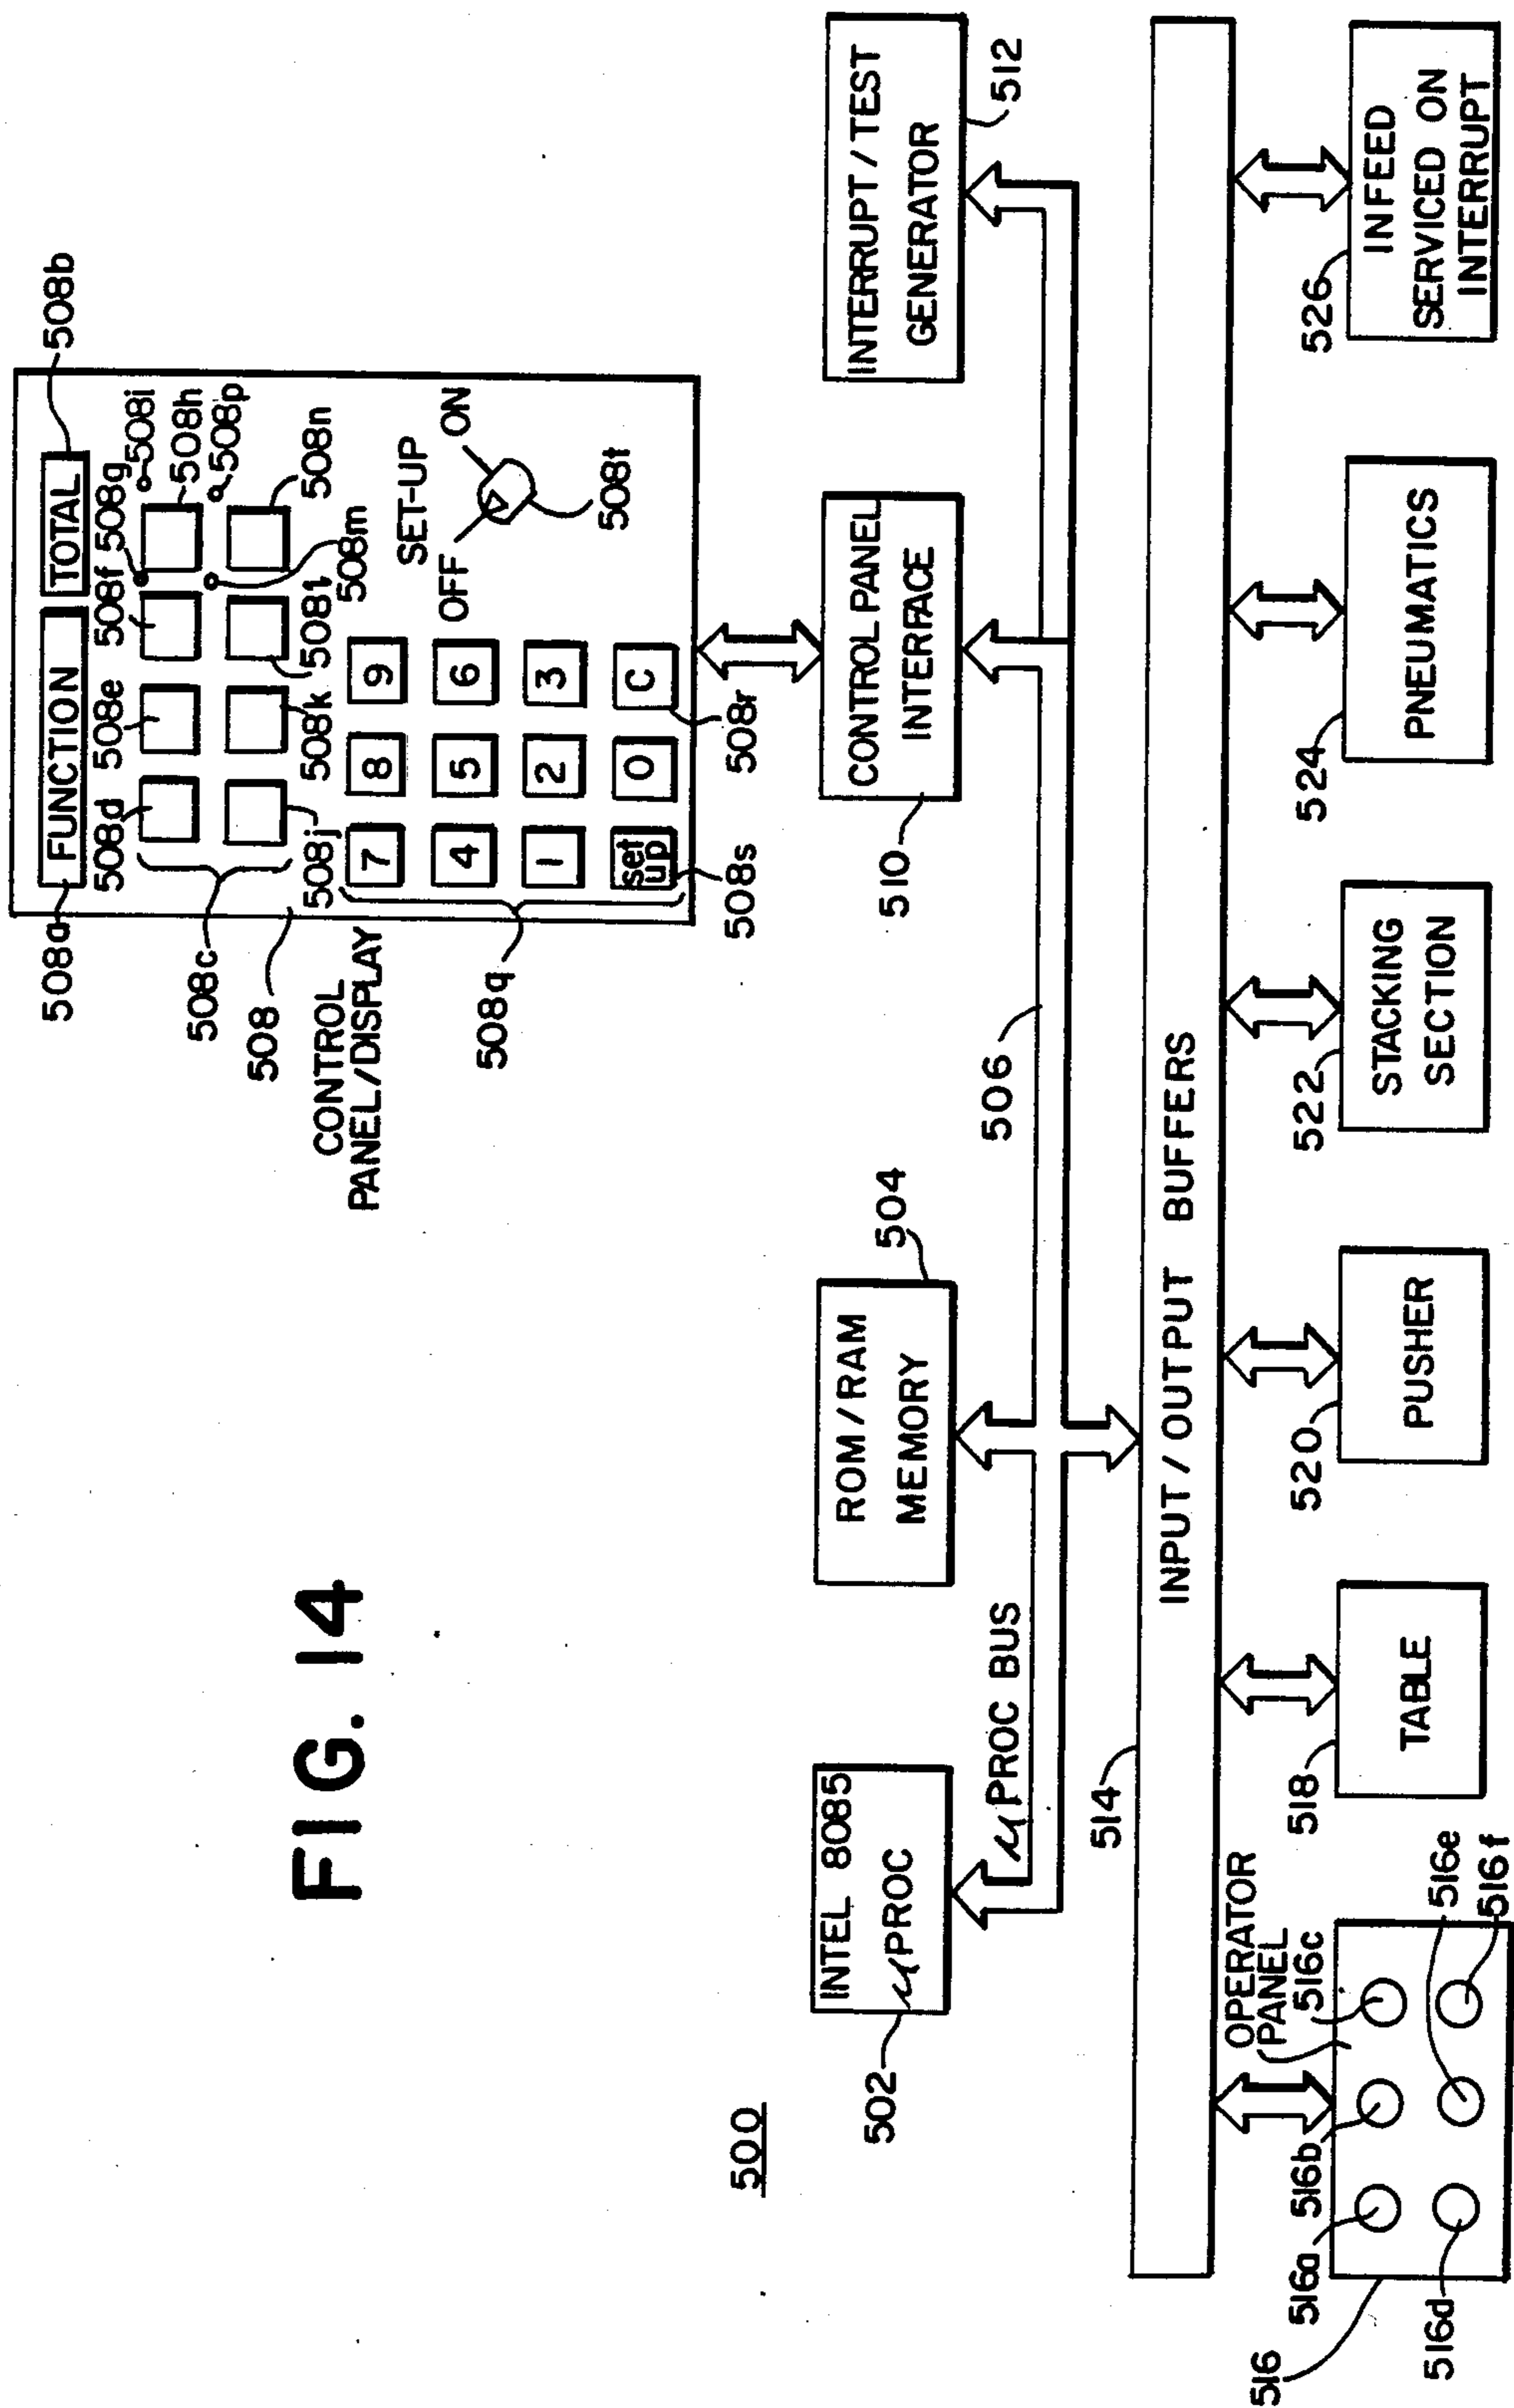 FIG. 14
500
508a
FUNCTION
TOTAL
508b
508d
508e
508f
508g
508i
508h
508p
508c
508j
508k
508l
508m
508n
508
CONTROL
PANEL/DISPLAY
508q
7
8
9
4
5
6
1
2
3
set
up
0
C
508s
508r
SET-UP
OFF
ON
508t
INTEL 8085
μPROC
502
ROM/RAM
MEMORY
504
CONTROL PANEL
INTERFACE
510
INTERRUPT/TEST
GENERATOR
512
μPROC BUS
506
514
INPUT/OUTPUT BUFFERS
OPERATOR
PANEL
516
516a
516b
516c
516d
516e
516f
TABLE
518
PUSHER
520
STACKING
SECTION
522
PNEUMATICS
524
INFEED
SERVICED ON
INTERRUPT
526